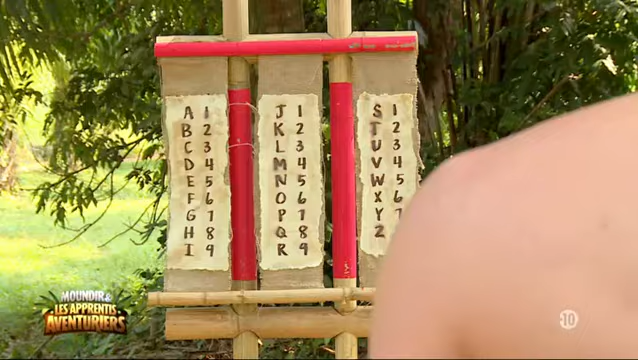 A 1
B 2
C 3
D 4
E 5
F 6
G 7
H 8
I 9
J 1
K 2
L 3
M 4
N 5
O 6
P 7
Q 8
R 9
S 1
T 2
U 3
V 4
W 5
X 6
Y 7
Z
MOUNDIR &
LES APPRENTIS
AVENTURIERS
-10